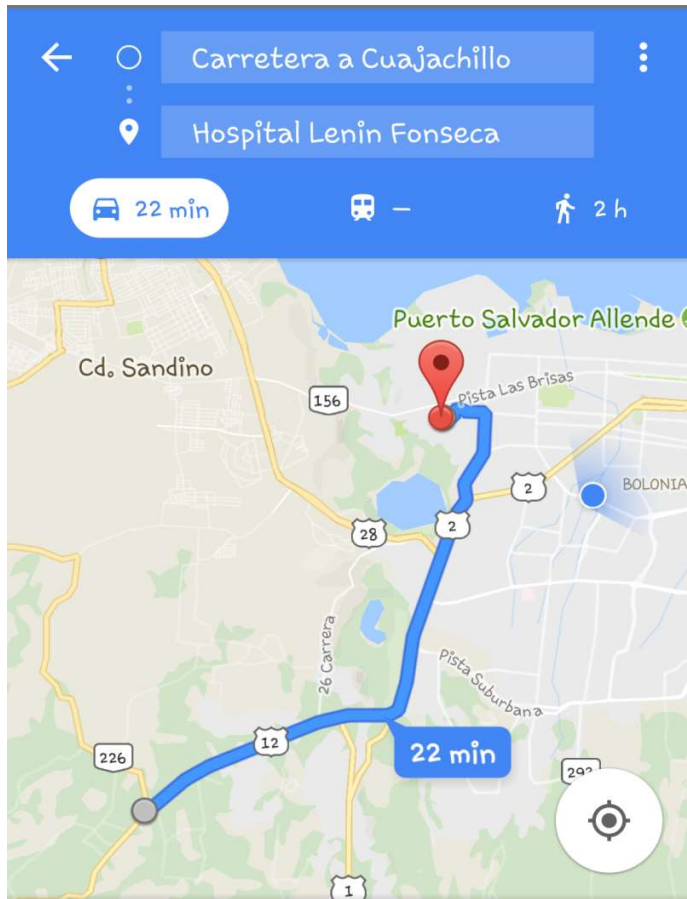 Carretera a Cuajachillo
Hospital Lenin Fonseca
22 min
–
2 h
Puerto Salvador Allende
Cd. Sandino
Pista Las Brisas
156
2
BOLONIA
2
28
26 Carrera
Pista Suburbana
12
22 min
226
1